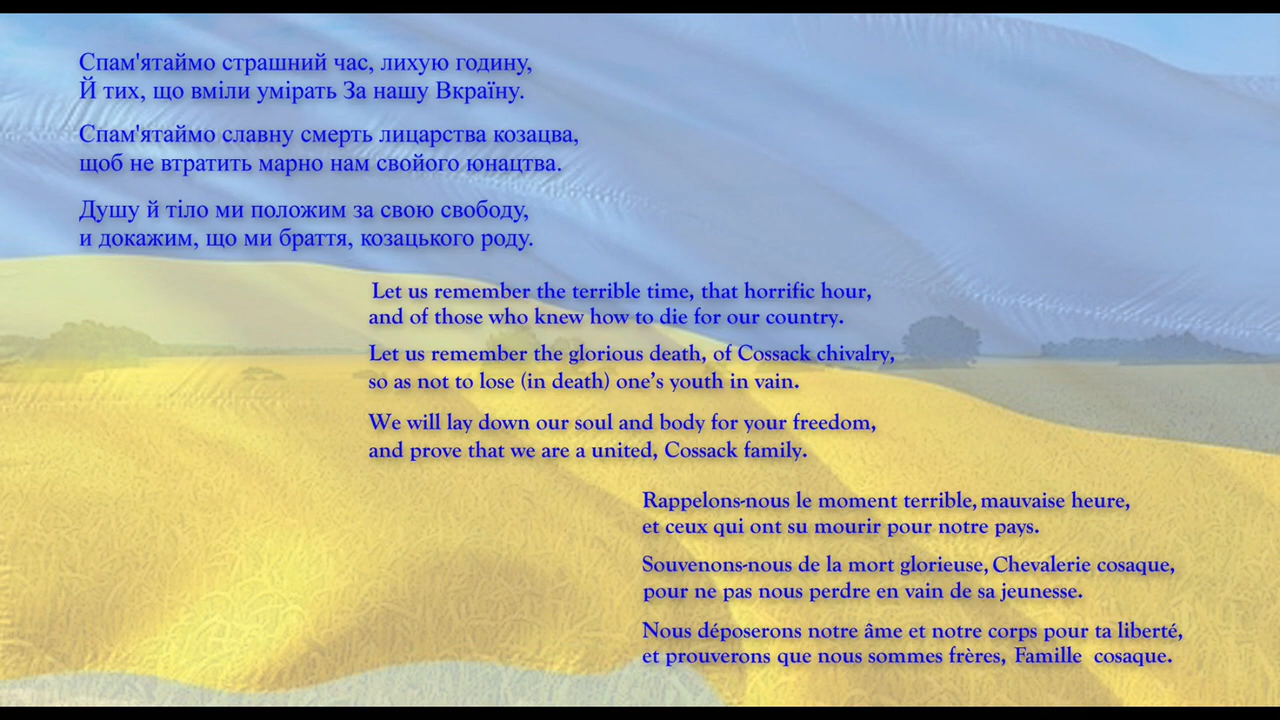 Спам'ятаймо страшний час, лихую годину,
Й тих, що вміли умірать За нашу Вкраїну.
Спам'ятаймо славну смерть лицарства козацва,
щоб не втратить марно нам свойого юнацтва.
Душу й тіло ми положим за свою свободу,
и докажим, що ми браття, козацького роду.
Let us remember the terrible time, that horrific hour,
and of those who knew how to die for our country.
Let us remember the glorious death, of Cossack chivalry,
so as not to lose (in death) one's youth in vain.
We will lay down our soul and body for your freedom,
and prove that we are a united, Cossack family.
Rappelons-nous le moment terrible, mauvaise heure,
et ceux qui ont su mourir pour notre pays.
Souvenons-nous de la mort glorieuse, Chevalerie cosaque,
pour ne pas nous perdre en vain de sa jeunesse.
Nous déposerons notre âme et notre corps pour ta liberté,
et prouverons que nous sommes frères, Famille cosaque.